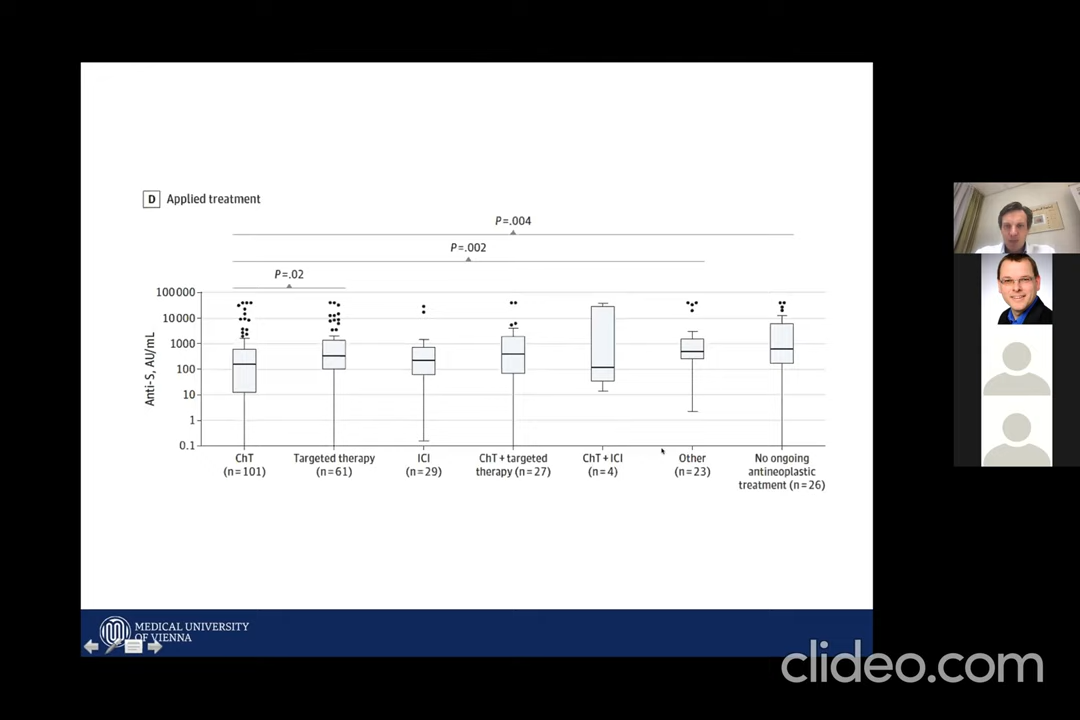 D Applied treatment
P=.004
P=.002
P=.02
100000
10000
1000
100
10
1
0.1
Anti-S, AU/mL
ChT
(n=101)
Targeted therapy
(n=61)
ICI
(n=29)
ChT + targeted
therapy (n=27)
ChT + ICI
(n=4)
Other
(n=23)
No ongoing
antineoplastic
treatment (n=26)
MEDICAL UNIVERSITY
OF VIENNA
clideo.com